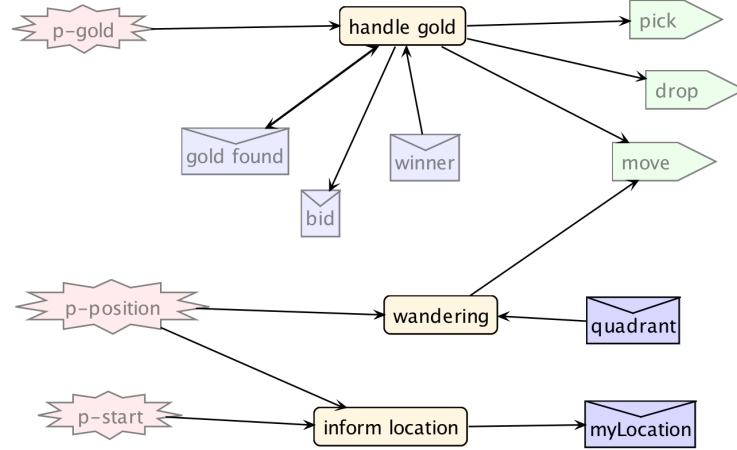 p-gold
handle gold
pick
drop
gold found
winner
move
bid
p-position
wandering
quadrant
p-start
inform location
myLocation